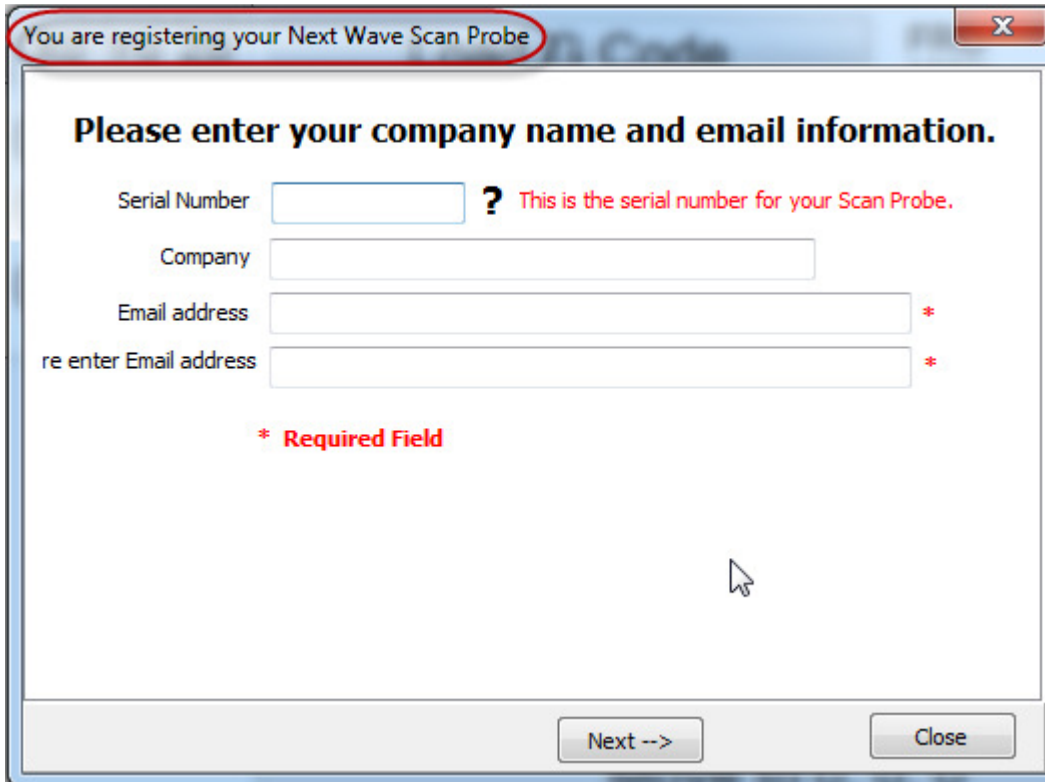 You are registering your Next Wave Scan Probe
Please enter your company name and email information.
Serial Number ? This is the serial number for your Scan Probe.
Company
Email address *
re enter Email address *
* Required Field
Next --> Close